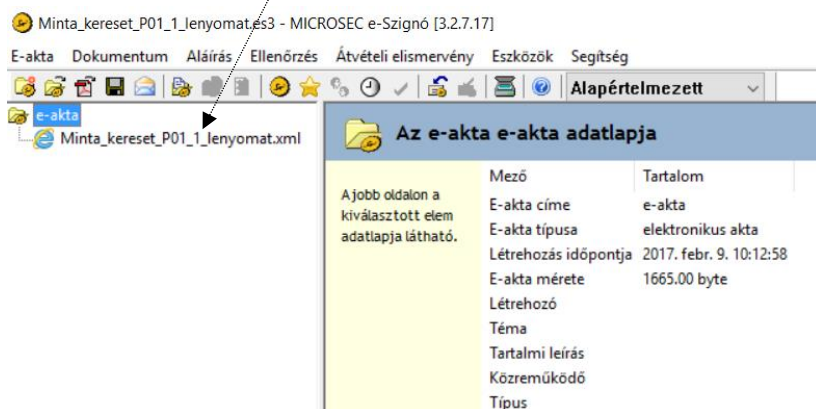 Minta_kereset_P01_1_lenyomat.es3 - MICROSEC e-Szignó [3.2.7.17]
E-akta Dokumentum Aláírás Ellenőrzés Átvételi elismervény Eszközök Segítség
Alapértelmezett
e-akta
Minta_kereset_P01_1_lenyomat.xml
Az e-akta e-akta adatlapja
A jobb oldalon a
kiválasztott elem
adatlapja látható.
Mező Tartalom
E-akta címe e-akta
E-akta típusa elektronikus akta
Létrehozás időpontja 2017. febr. 9. 10:12:58
E-akta mérete 1665.00 byte
Létrehozó
Téma
Tartalmi leírás
Közreműködő
Típus